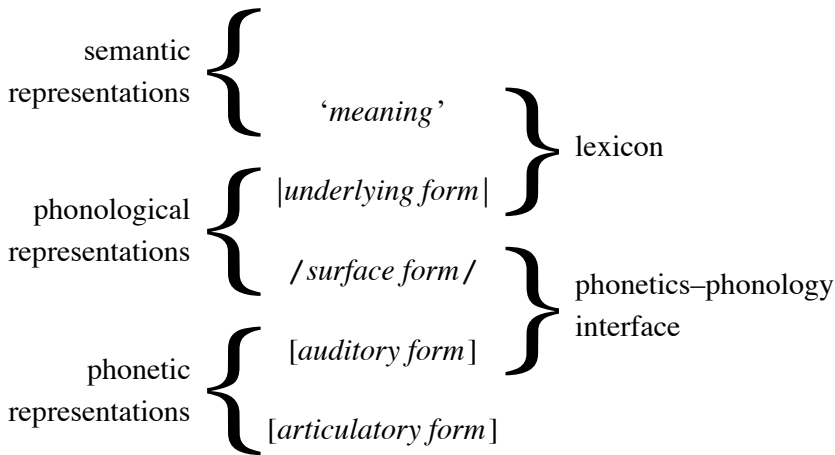 semantic
representations
‘meaning’
lexicon
|underlying form|
phonological
representations
/surface form/
phonetics–phonology
interface
[auditory form]
phonetic
representations
[articulatory form]